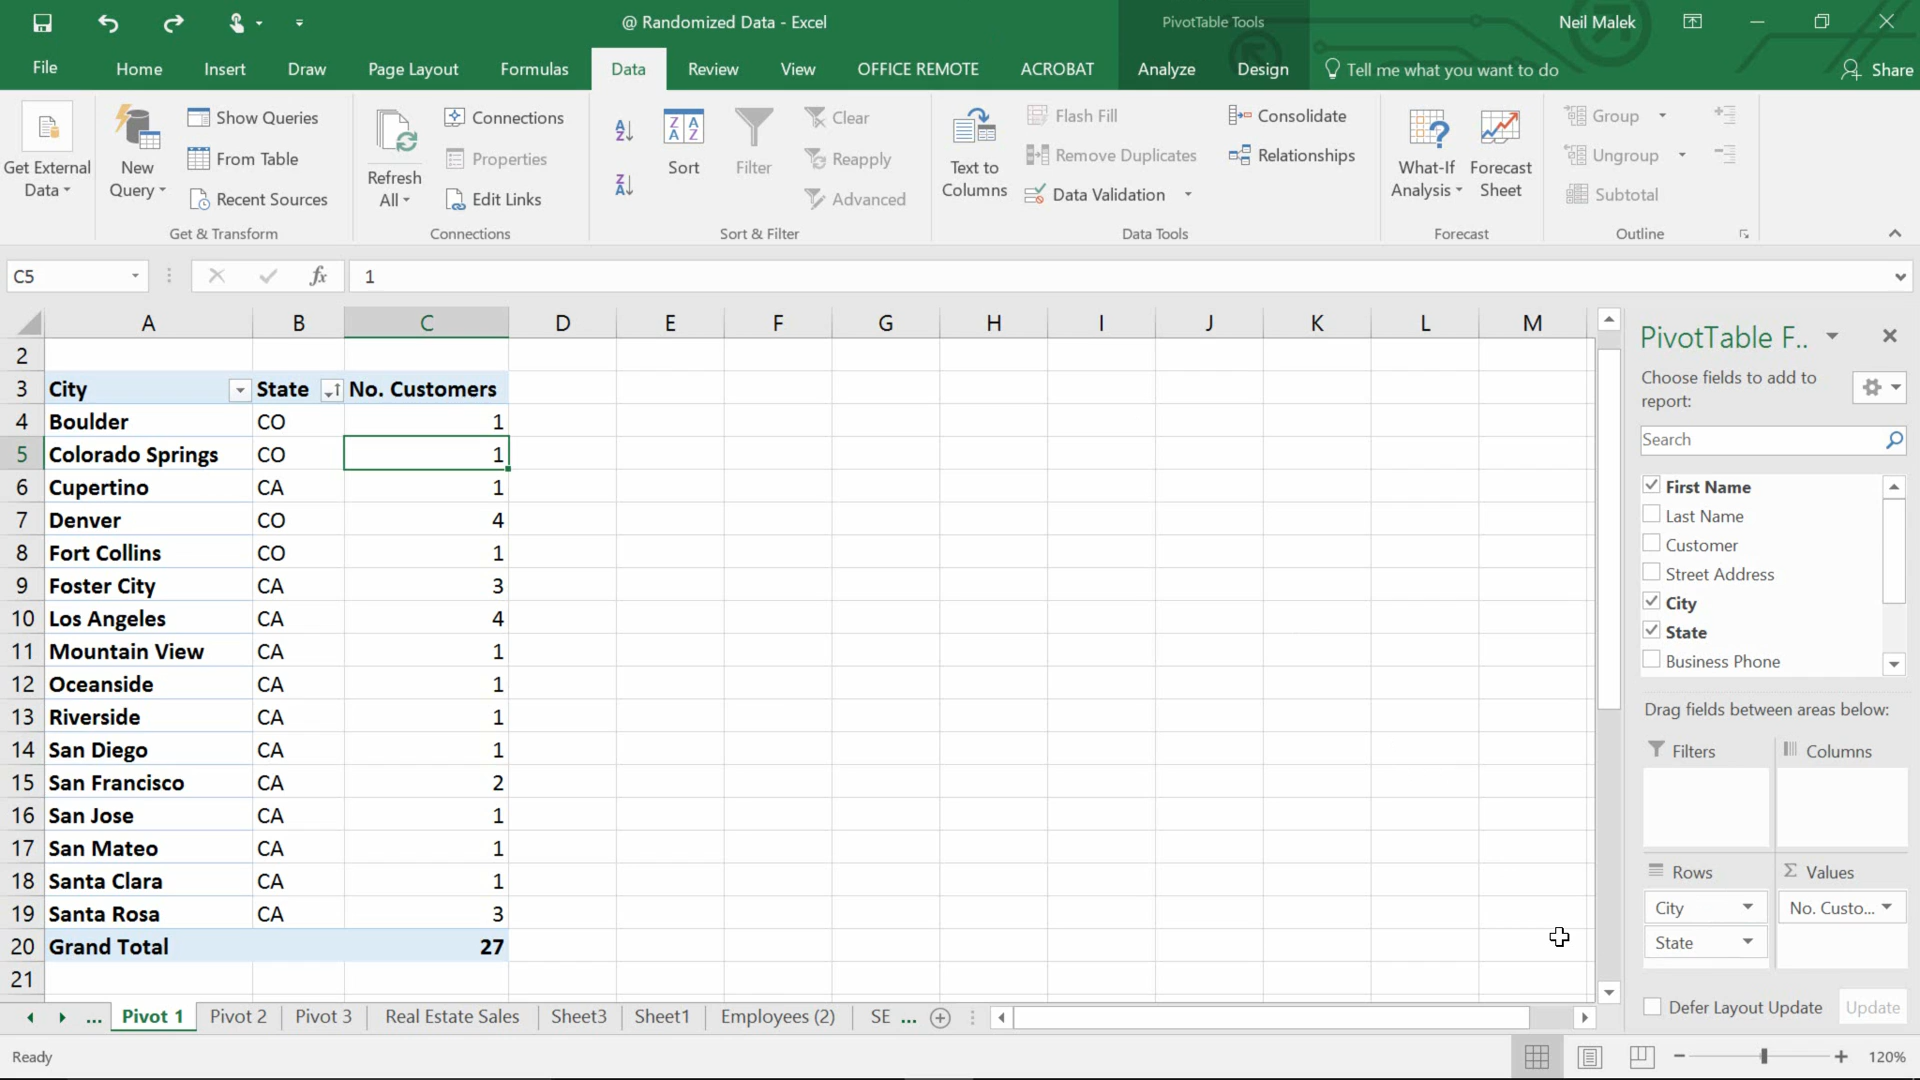 @ Randomized Data - Excel
PivotTable Tools
Neil Malek
File Home Insert Draw Page Layout Formulas Data Review View OFFICE REMOTE ACROBAT Analyze Design Tell me what you want to do Share
Get External Data
New Query
Show Queries
From Table
Recent Sources
Get & Transform
Refresh All
Connections
Properties
Edit Links
Connections
Sort
Filter
Clear
Reapply
Advanced
Sort & Filter
Text to Columns
Flash Fill
Remove Duplicates
Data Validation
Consolidate
Relationships
Data Tools
What-If Analysis
Forecast Sheet
Forecast
Group
Ungroup
Subtotal
Outline
C5 fx 1
A B C D E F G H I J K L M
2
3 City State No. Customers
4 Boulder CO 1
5 Colorado Springs CO 1
6 Cupertino CA 1
7 Denver CO 4
8 Fort Collins CO 1
9 Foster City CA 3
10 Los Angeles CA 4
11 Mountain View CA 1
12 Oceanside CA 1
13 Riverside CA 1
14 San Diego CA 1
15 San Francisco CA 2
16 San Jose CA 1
17 San Mateo CA 1
18 Santa Clara CA 1
19 Santa Rosa CA 3
20 Grand Total 27
21
PivotTable F..
Choose fields to add to
report:
Search
First Name
Last Name
Customer
Street Address
City
State
Business Phone
Drag fields between areas below:
Filters
Columns
Rows
Σ Values
City
No. Custo...
State
Defer Layout Update Update
... Pivot 1 Pivot 2 Pivot 3 Real Estate Sales Sheet3 Sheet1 Employees (2) SE ...
Ready
120%